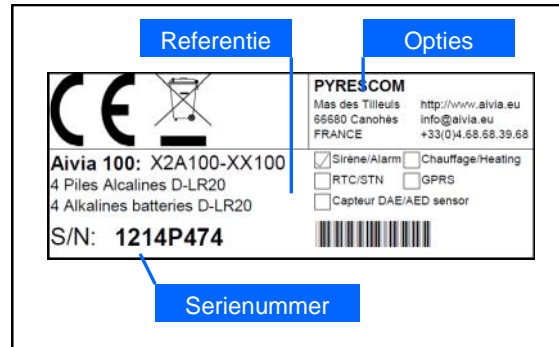 Referentie
Opties
PYRESCOM
Mas des Tilleuls http://www.aivia.eu
66680 Canohès info@aivia.eu
FRANCE +33(0)4.68.68.39.68
Aivia 100: X2A100-XX100
4 Piles Alcalines D-LR20
4 Alkalines batteries D-LR20
S/N: 1214P474
Sirène/Alarm Chauffage/Heating
RTC/STN GPRS
Capteur DAE/AED sensor
Serienummer